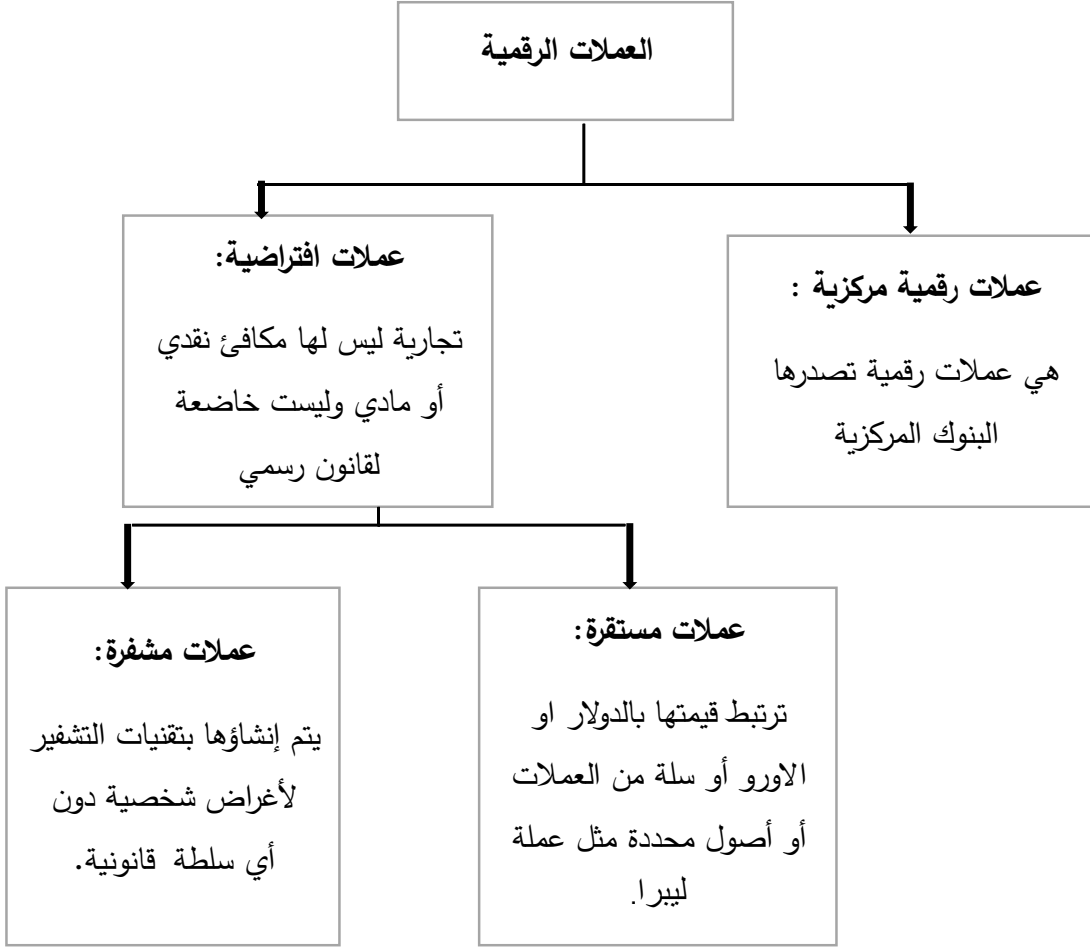 العملات الرقمية
عملات رقمية مركزية :
هي عملات رقمية تصدرها
البنوك المركزية
عملات افتراضية:
تجارية ليس لها مكافئ نقدي
أو مادي وليست خاضعة
لقانون رسمي
عملات مستقرة:
ترتبط قيمتها بالدولار او
الاورو أو سلة من العملات
أو أصول محددة مثل عملة
ليبرا.
عملات مشفرة:
يتم إنشاؤها بتقنيات التشفير
لأغراض شخصية دون
أي سلطة قانونية.